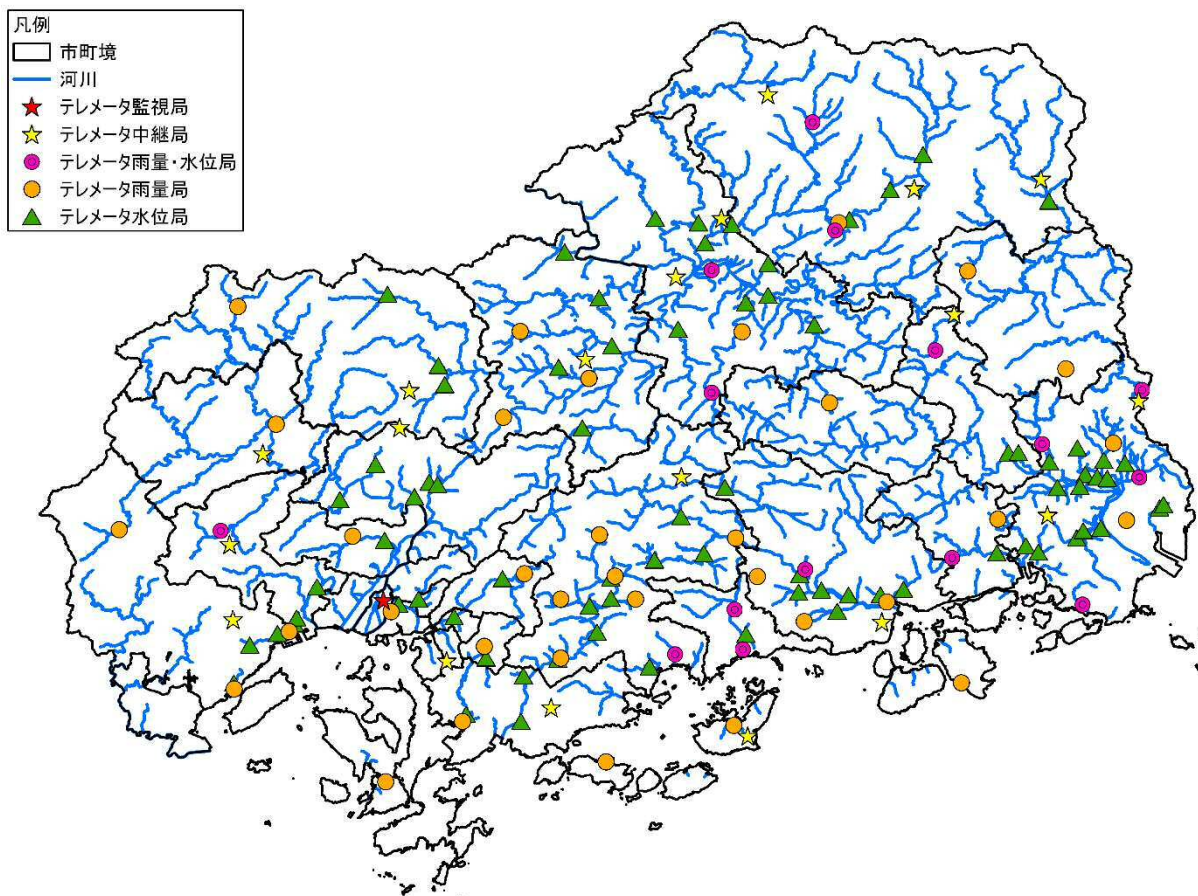 凡例
市町境
河川
テレメータ監視局
テレメータ中継局
テレメータ雨量・水位局
テレメータ雨量局
テレメータ水位局